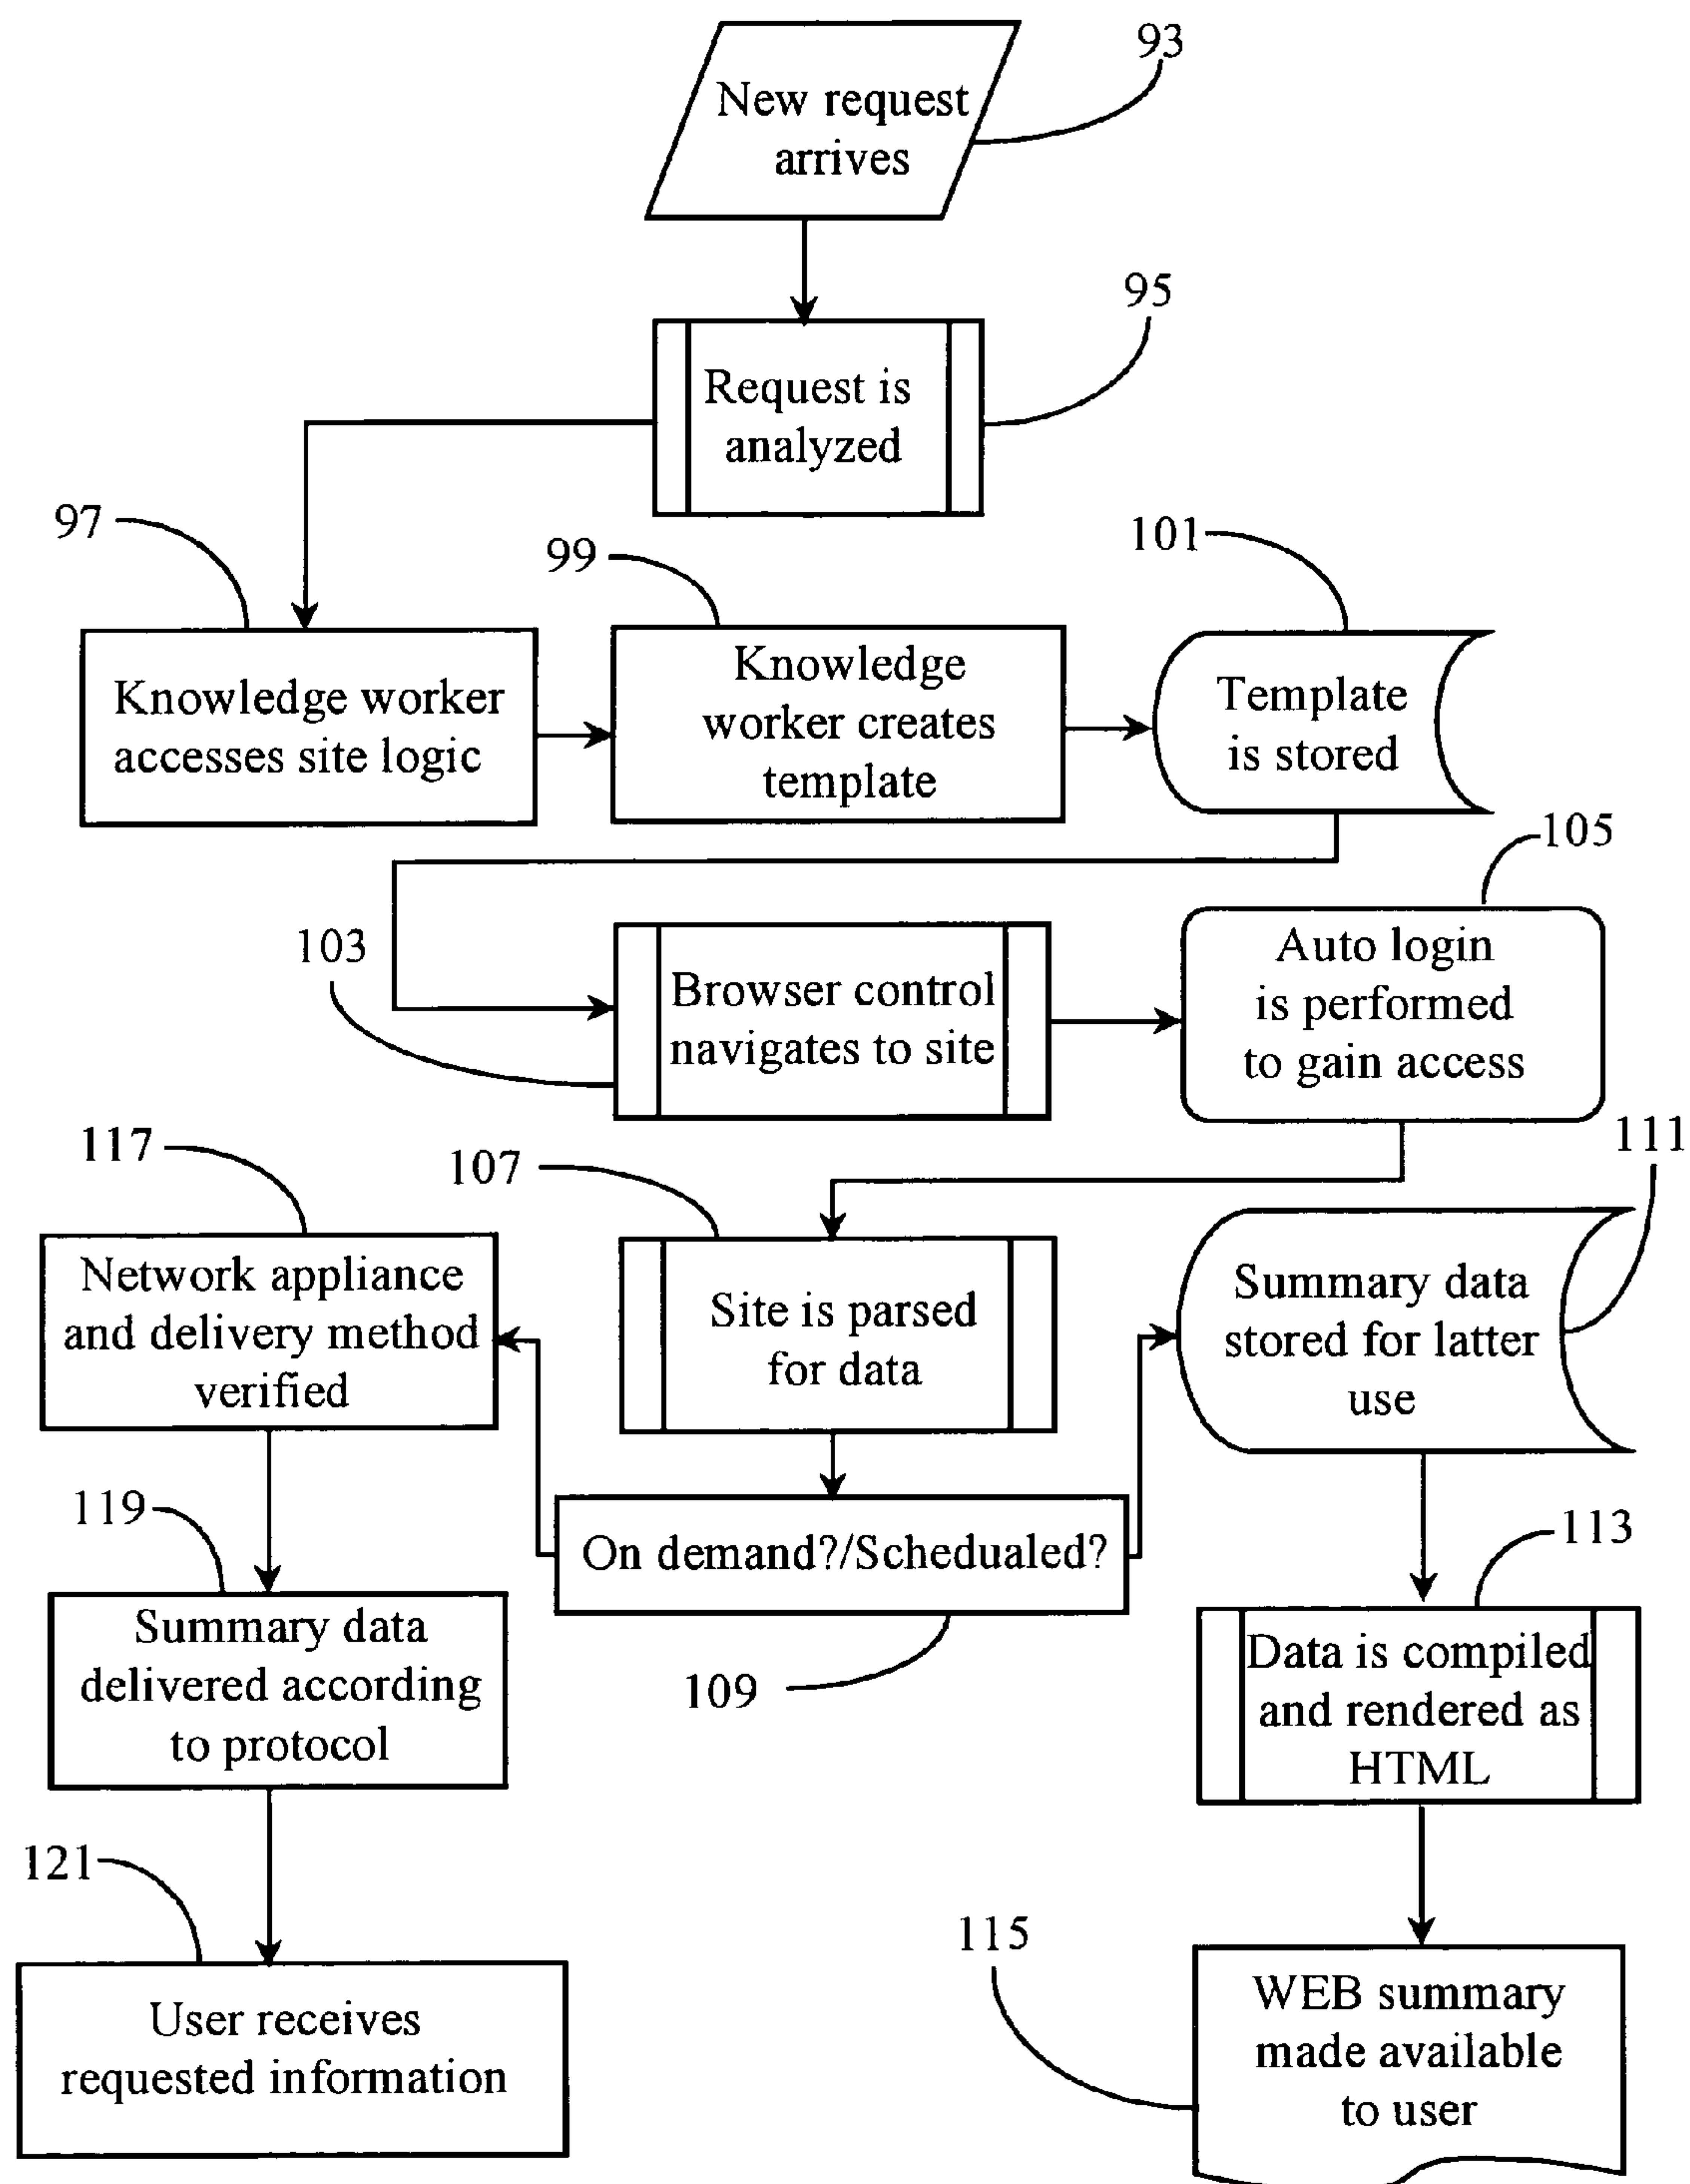 93
New request
arrives
95
Request is
analyzed
97
Knowledge worker
accesses site logic
99
Knowledge
worker creates
template
101
Template
is stored
103
Browser control
navigates to site
105
Auto login
is performed
to gain access
107
Site is parsed
for data
109
On demand?/Schedualed?
111
Summary data
stored for latter
use
113
Data is compiled
and rendered as
HTML
115
WEB summary
made available
to user
117
Network appliance
and delivery method
verified
119
Summary data
delivered according
to protocol
121
User receives
requested information